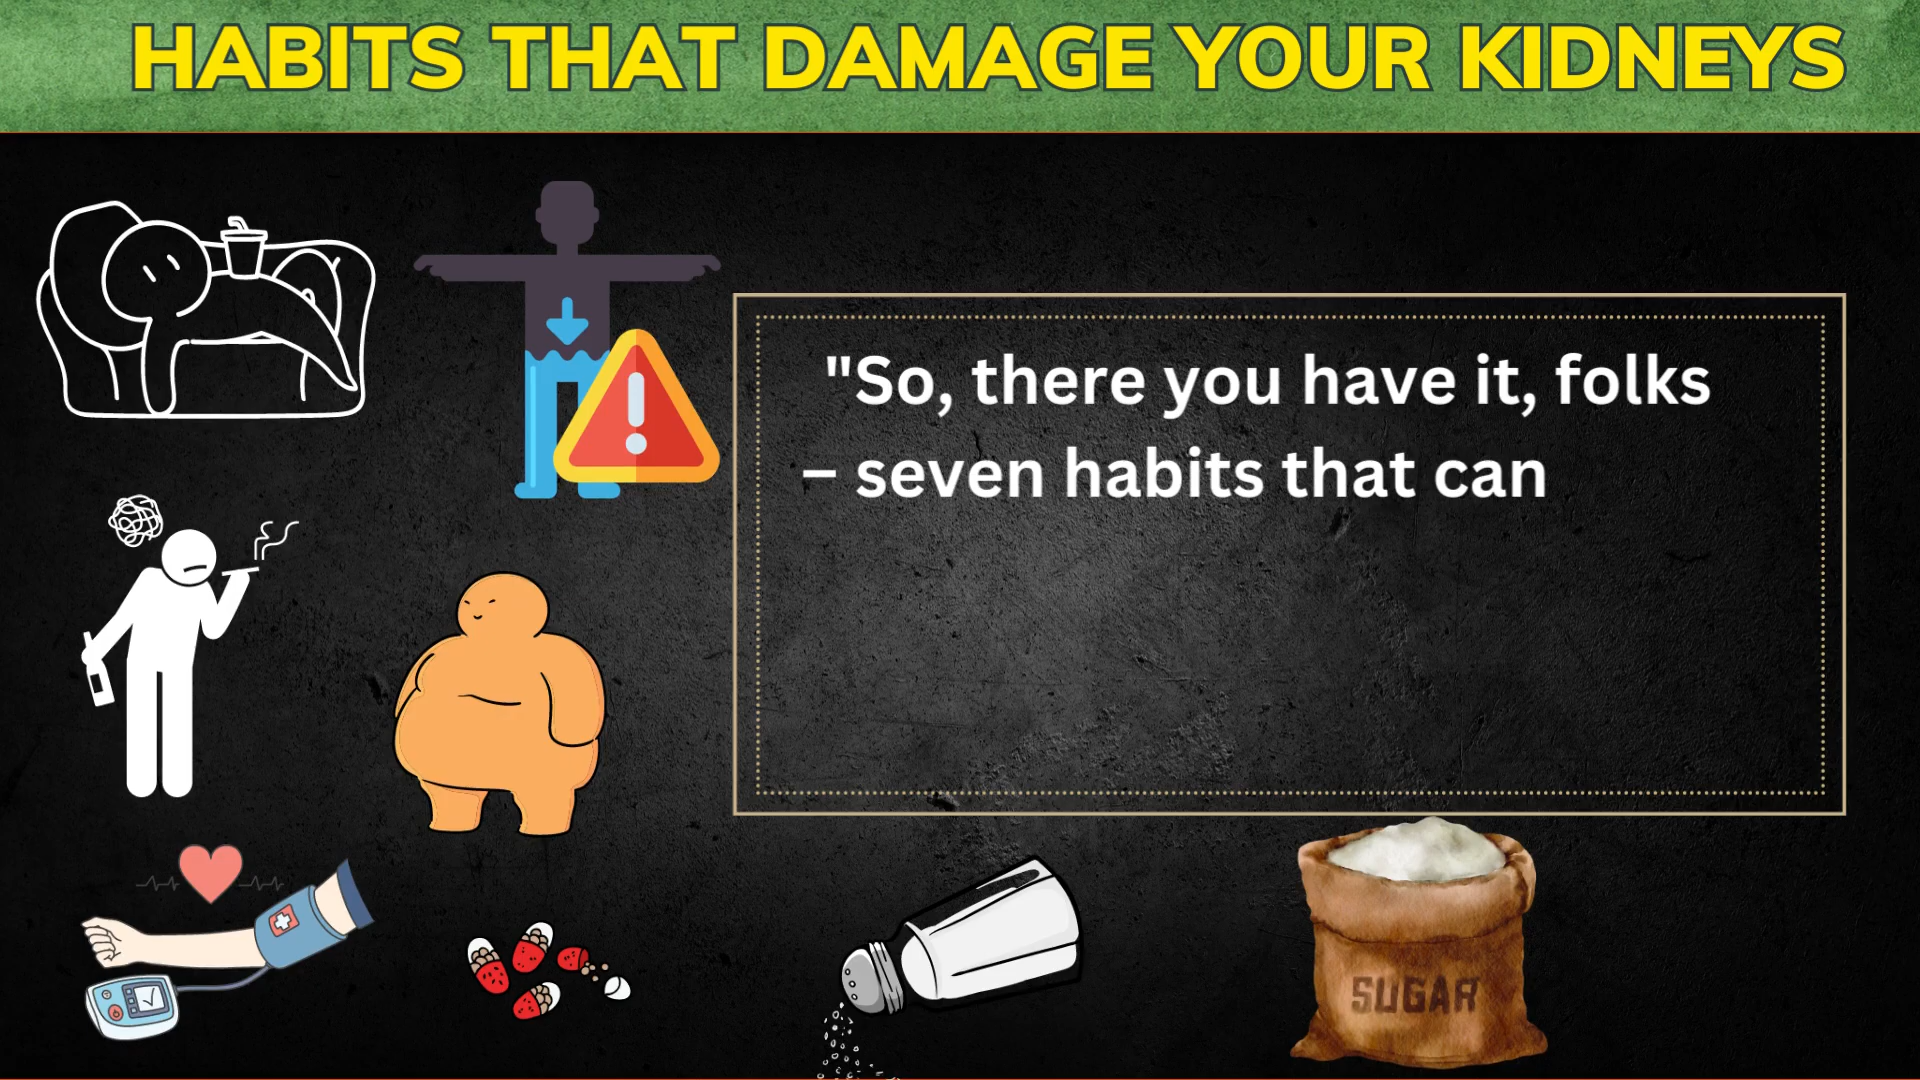 HABITS THAT DAMAGE YOUR KIDNEYS
"So, there you have it, folks
– seven habits that can
SUGAR